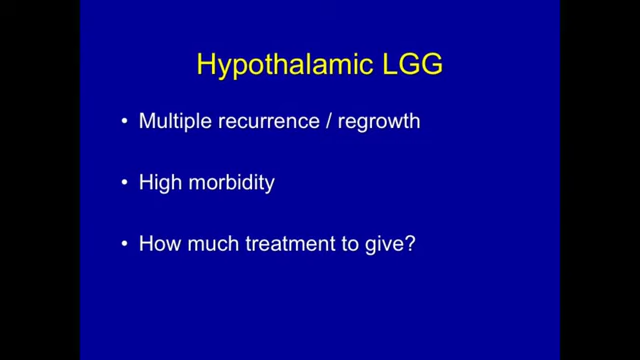 Hypothalamic LGG
• Multiple recurrence / regrowth
• High morbidity
• How much treatment to give?